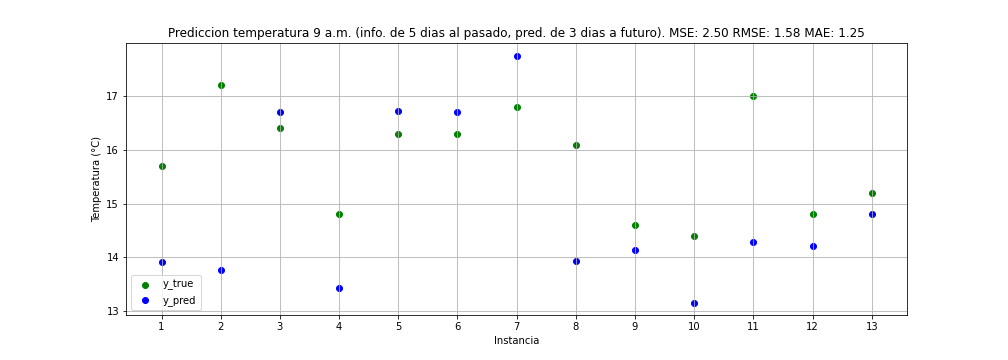 Prediccion temperatura 9 a.m. (info. de 5 dias al pasado, pred. de 3 dias a futuro). MSE: 2.50 RMSE: 1.58 MAE: 1.25
Temperatura (°C)
17
16
15
14
13
y_true
y_pred
1 2 3 4 5 6 7 8 9 10 11 12 13
Instancia